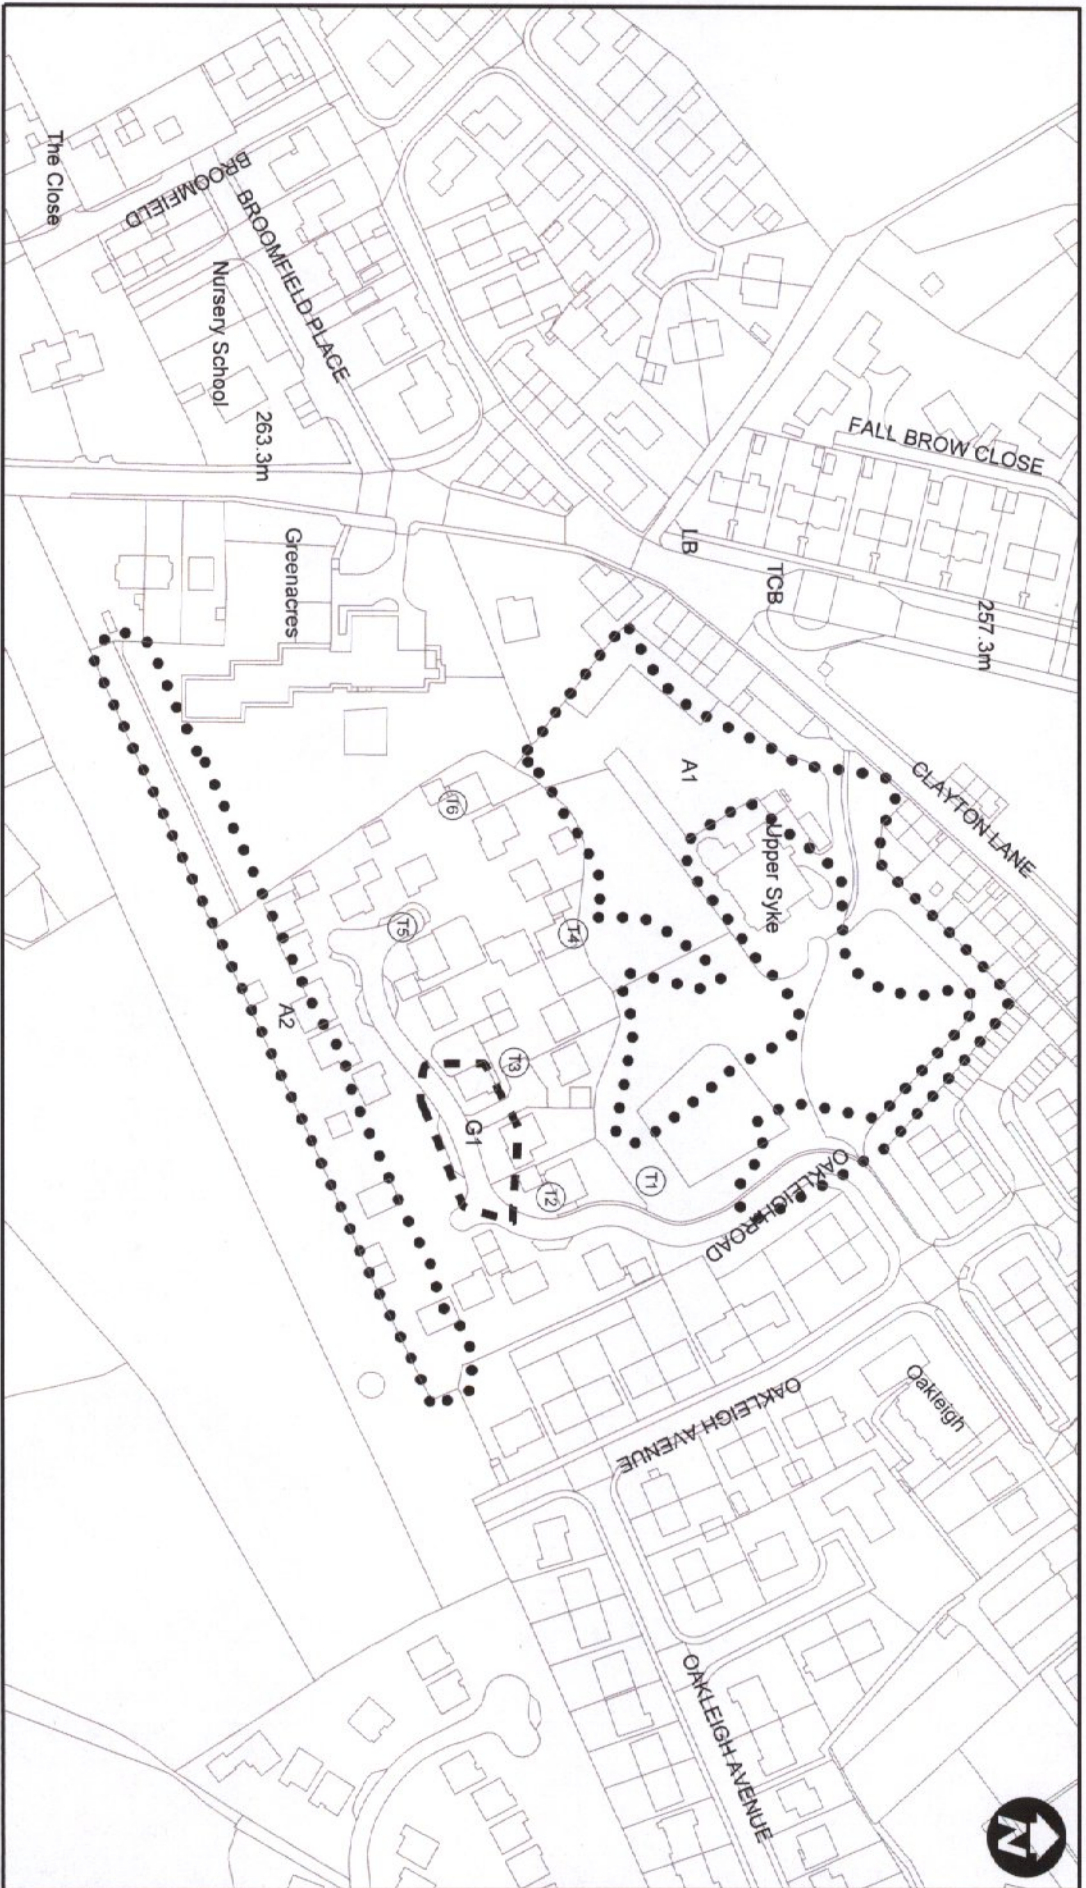 The Close
BROOMFIELD
BROOMFIELD PLACE
Nursery School
263.3m
Greenacres
FALL BROW CLOSE
LB
TCB
257.3m
CLAYTON LANE
A1
Upper Syke
T6
T5
T4
A2
T3
G1
T2
T1
OAKLEIGH ROAD
OAKLEIGH AVENUE
Oakleigh
OAKLEIGH AVENUE
N